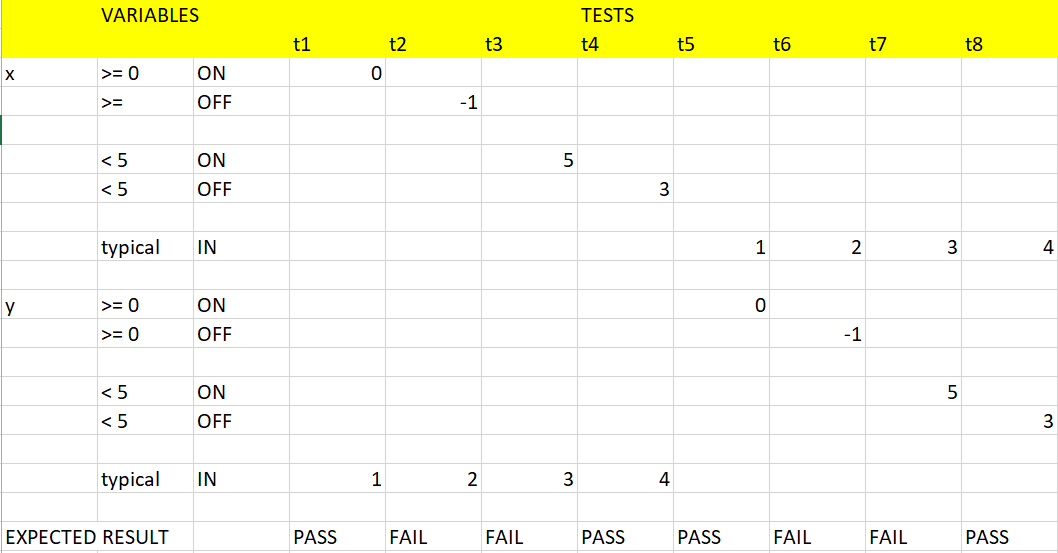 VARIABLES TESTS
t1 t2 t3 t4 t5 t6 t7 t8
x >= 0 ON 0
>= OFF -1
< 5 ON 5
< 5 OFF 3
typical IN 1 2 3 4
y >= 0 ON 0
>= 0 OFF -1
< 5 ON 5
< 5 OFF 3
typical IN 1 2 3 4
EXPECTED RESULT PASS FAIL FAIL PASS PASS FAIL FAIL PASS